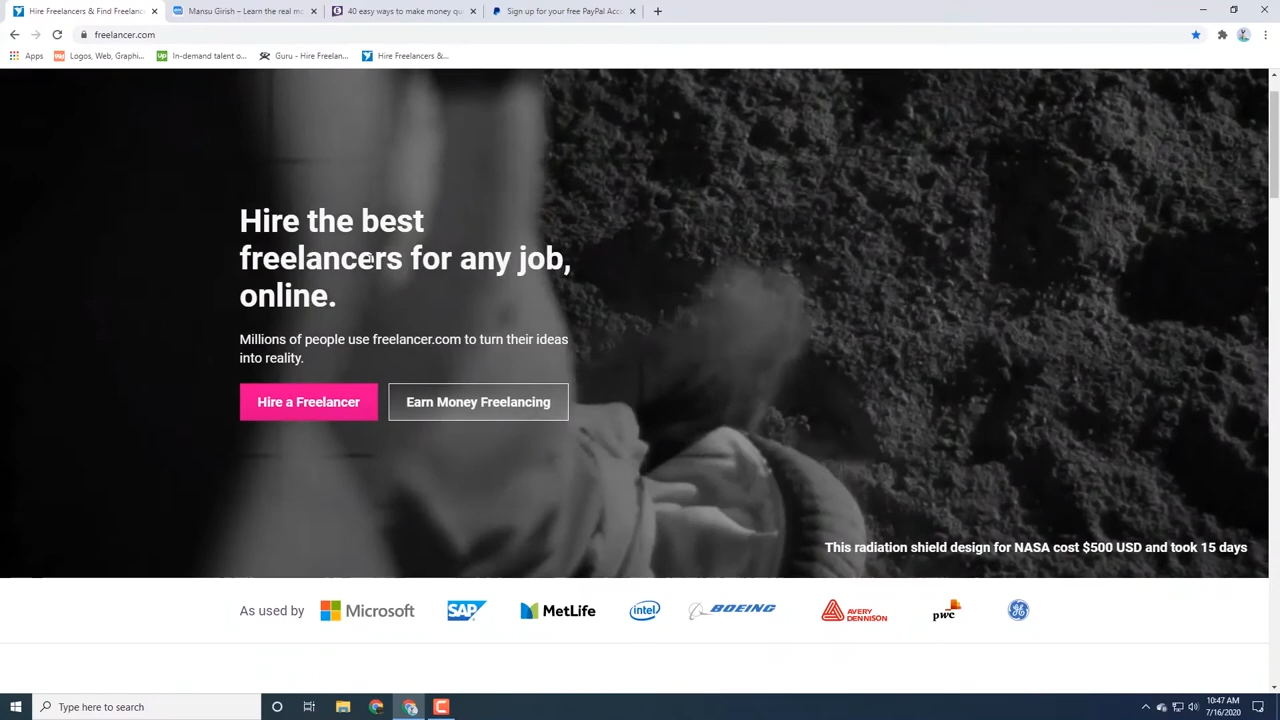 Hire Freelancers & Find Freelanc
Mansu Girish – Learn the real m
40 easy ways to make money qu
Sign up for your free PayPal Acc
freelancer.com
Apps
Logos, Web, Graphi...
In-demand talent o...
Guru - Hire Freelan...
Hire Freelancers &...
Hire the best
freelancers for any job,
online.
Millions of people use freelancer.com to turn their ideas
into reality.
Hire a Freelancer
Earn Money Freelancing
This radiation shield design for NASA cost $500 USD and took 15 days
As used by
Microsoft
SAP
MetLife
intel
BOEING
AVERY
DENNISON
pwc
GE
Type here to search
10:47 AM
7/16/2020